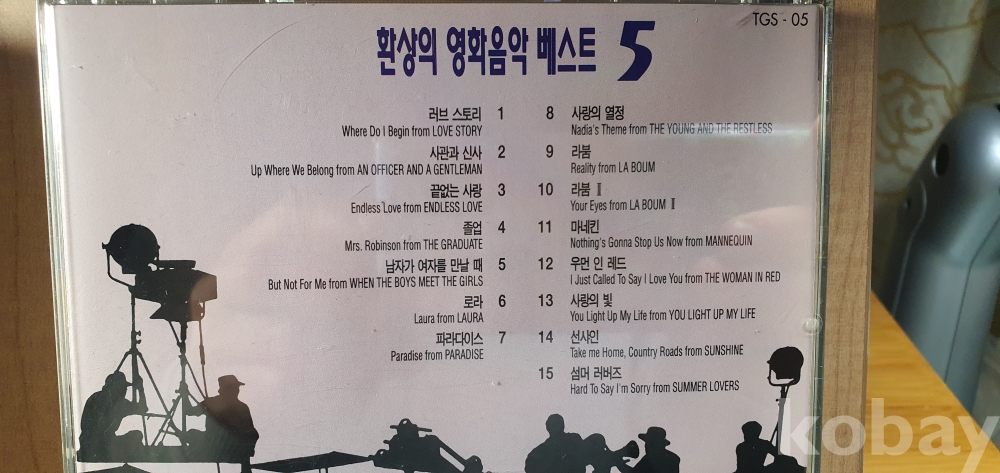 TGS - 05
환상의 영화음악 베스트 5
러브 스토리 1
Where Do I Begin from LOVE STORY
사관과 신사 2
Up Where We Belong from AN OFFICER AND A GENTLEMAN
끝없는 사랑 3
Endless Love from ENDLESS LOVE
졸업 4
Mrs. Robinson from THE GRADUATE
남자가 여자를 만날 때 5
But Not For Me from WHEN THE BOYS MEET THE GIRLS
로라 6
Laura from LAURA
파라다이스 7
Paradise from PARADISE
8 사랑의 열정
Nadia's Theme from THE YOUNG AND THE RESTLESS
9 라붐
Reality from LA BOUM
10 라붐 Ⅱ
Your Eyes from LA BOUM Ⅱ
11 마네킨
Nothing's Gonna Stop Us Now from MANNEQUIN
12 우먼 인 레드
I Just Called To Say I Love You from THE WOMAN IN RED
13 사랑의 빛
You Light Up My Life from YOU LIGHT UP MY LIFE
14 선샤인
Take me Home, Country Roads from SUNSHINE
15 섬머 러버즈
Hard To Say I'm Sorry from SUMMER LOVERS
kobay